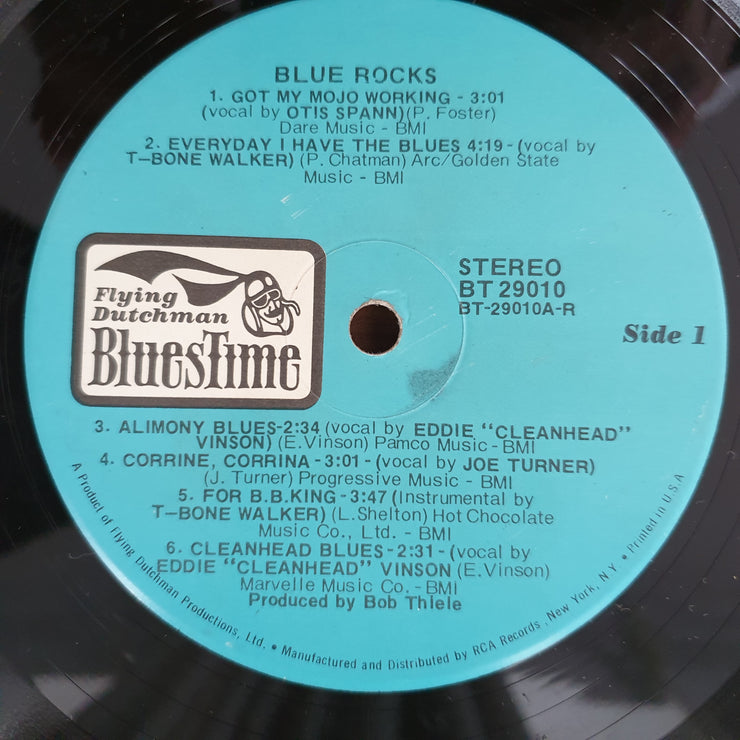 BLUE ROCKS
1. GOT MY MOJO WORKING - 3:01
(vocal by OTIS SPANN)(P. Foster)
Dare Music - BMI
2. EVERYDAY I HAVE THE BLUES 4:19 - (vocal by
T-BONE WALKER) (P. Chatman) Arc/Golden State
Music - BMI
Flying
Dutchman
BluesTime
STEREO
BT 29010
BT-29010A-R
Side 1
3. ALIMONY BLUES-2:34 (vocal by EDDIE "CLEANHEAD"
VINSON) (E. Vinson) Pamco Music - BMI
4. CORRINE, CORRINA - 3:01 - (vocal by JOE TURNER)
(J. Turner) Progressive Music - BMI
5. FOR B.B.KING - 3:47 (Instrumental by
T-BONE WALKER) (L. Shelton) Hot Chocolate
Music Co., Ltd. - BMI
6. CLEANHEAD BLUES-2:31 - (vocal by
EDDIE "CLEANHEAD" VINSON (E. Vinson)
Marvelle Music Co. - BMI
Produced by Bob Thiele
A Product of Flying Dutchman Productions, Ltd. • Manufactured and Distributed by RCA Records, New York, N.Y. • Printed in U.S.A